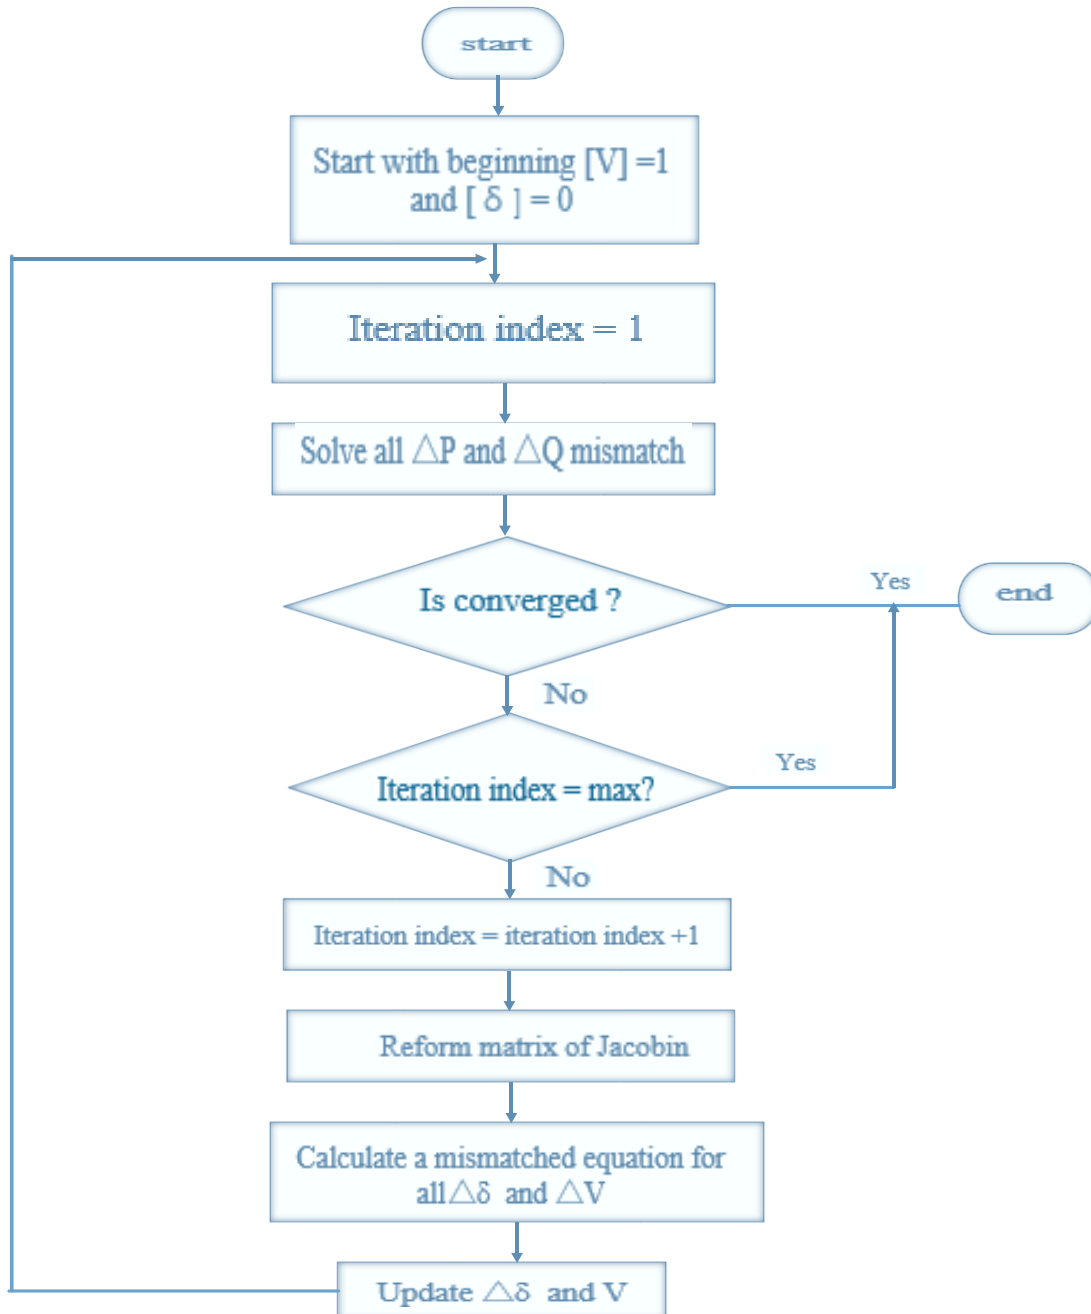 start
Start with beginning [V] =1
and [ δ ] = 0
Iteration index = 1
Solve all △P and △Q mismatch
Is converged ?
Yes
end
No
Iteration index = max?
Yes
No
Iteration index = iteration index +1
Reform matrix of Jacobin
Calculate a mismatched equation for
all△δ and △V
Update △δ and V